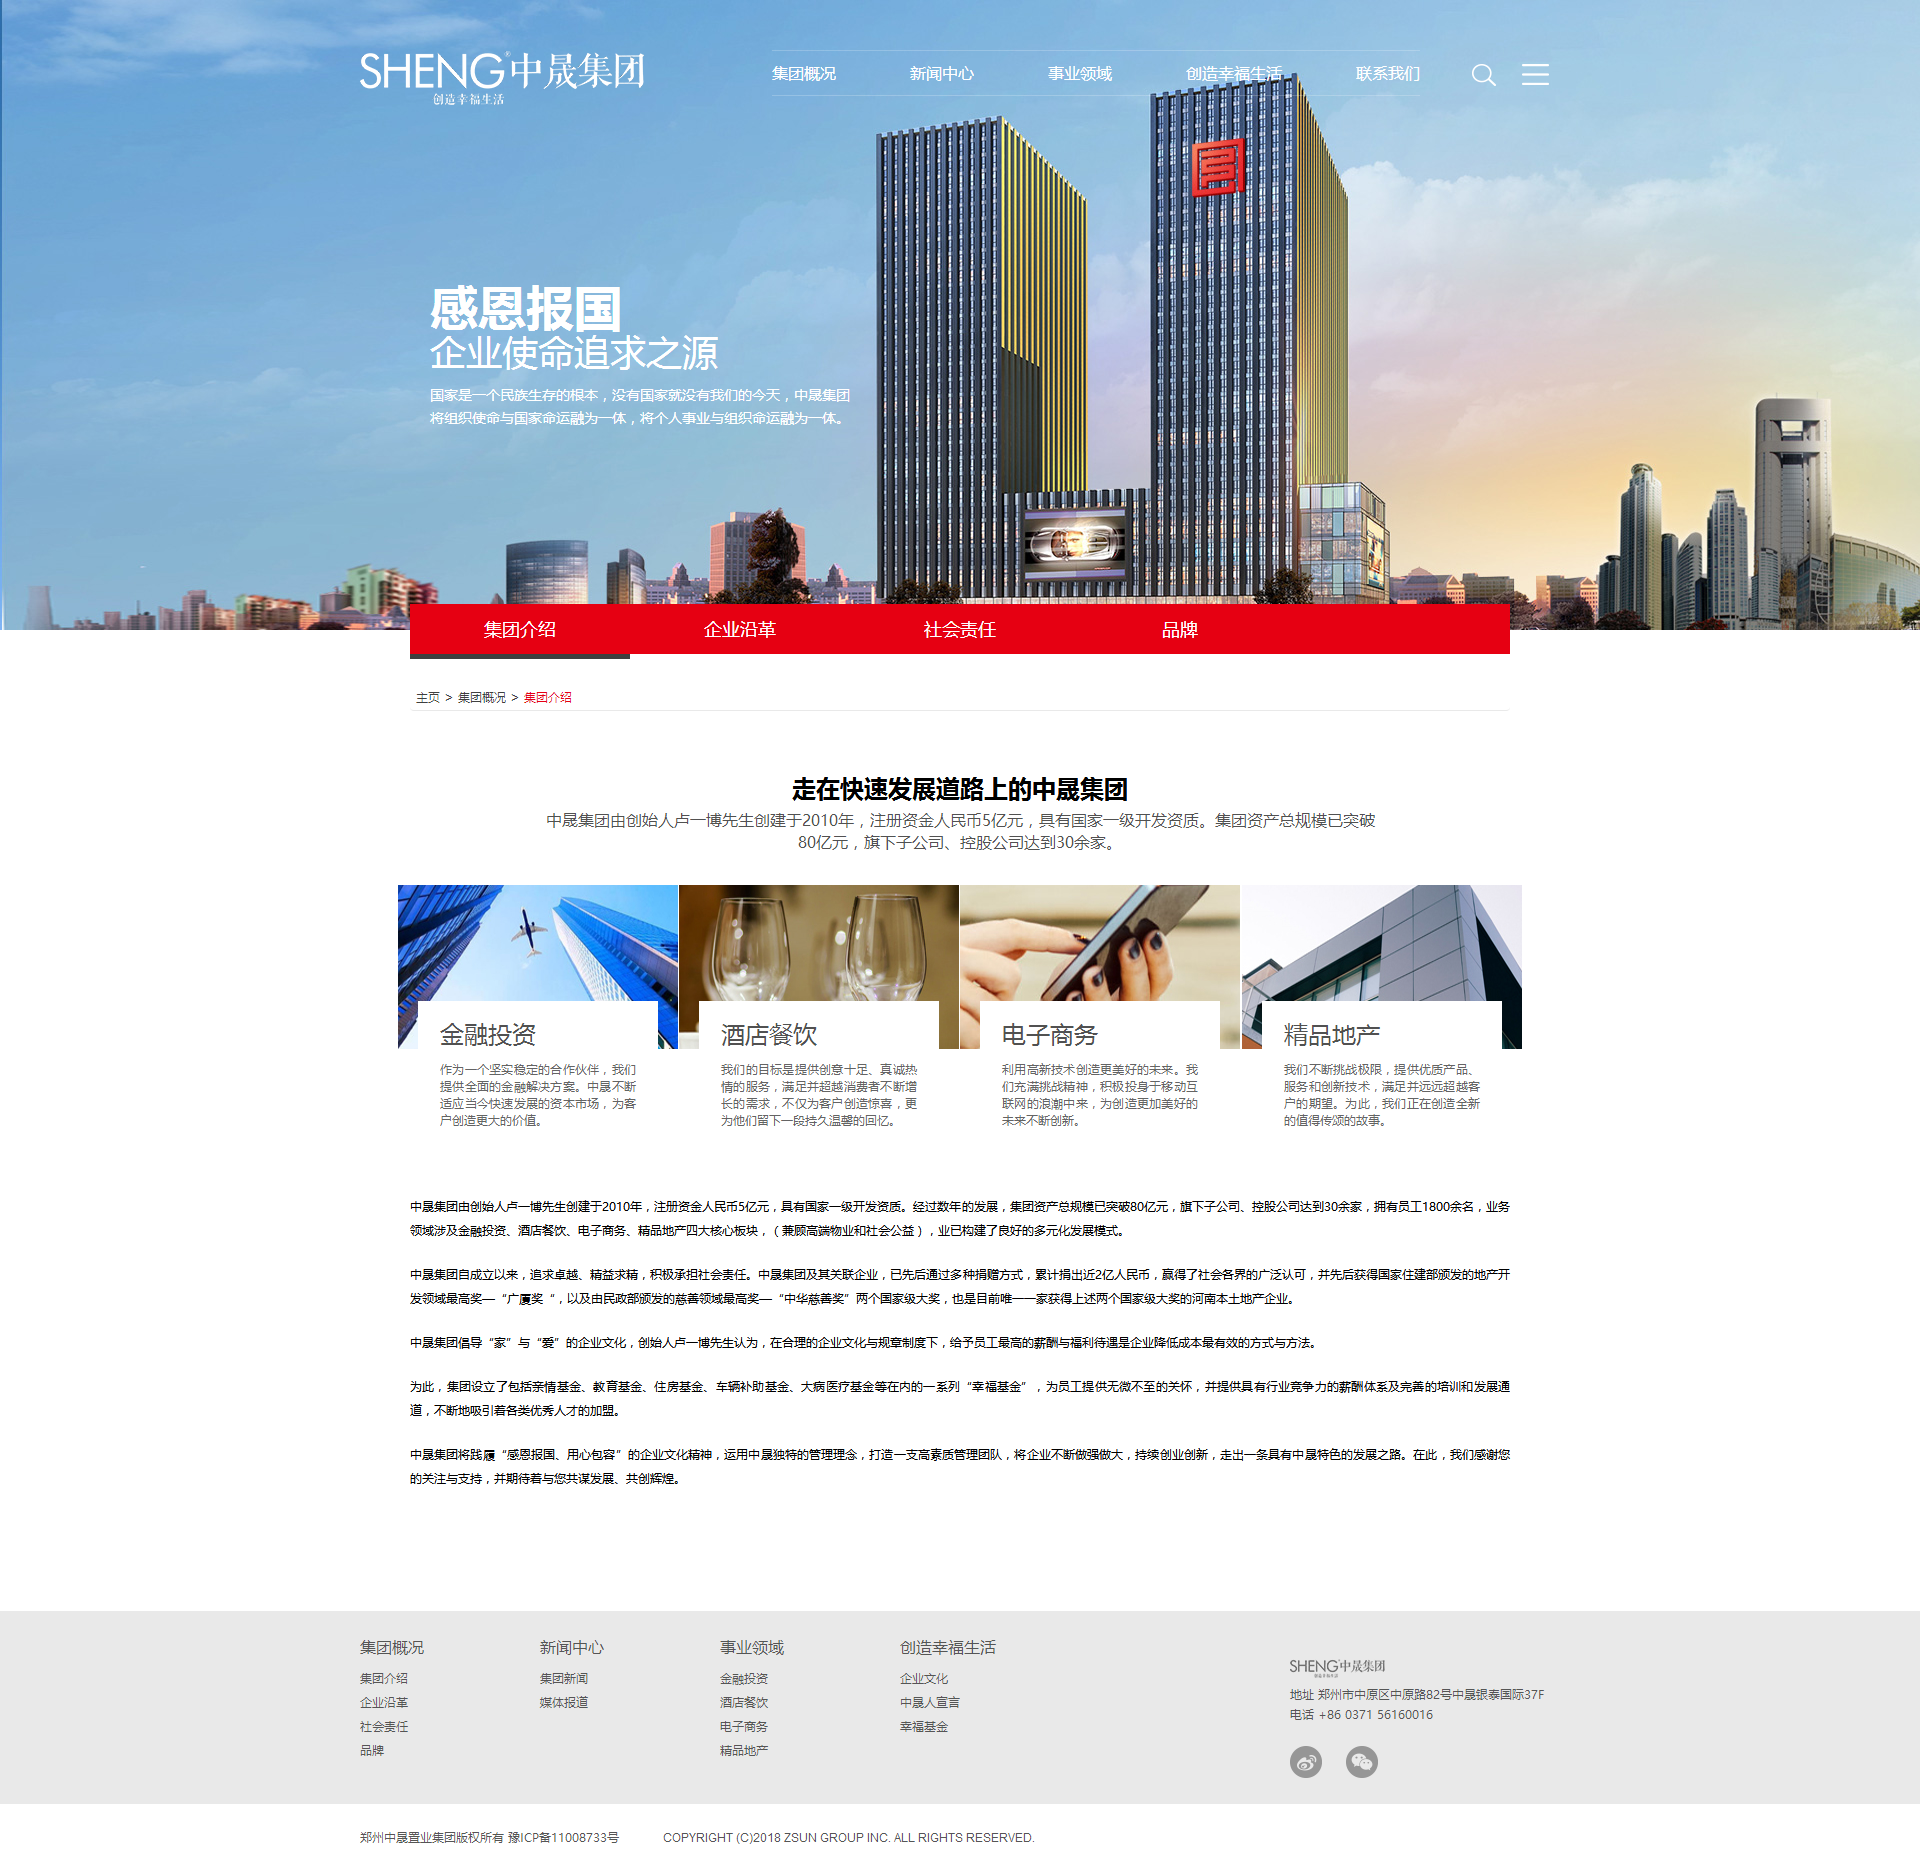 SHENG®中晟集团
创造幸福生活
集团概况 新闻中心 事业领域 创造幸福生活 联系我们
感恩报国
企业使命追求之源
国家是一个民族生存的根本，没有国家就没有我们的今天，中晟集团
将组织使命与国家命运融为一体，将个人事业与组织命运融为一体。
集团介绍 企业沿革 社会责任 品牌
主页 > 集团概况 > 集团介绍
走在快速发展道路上的中晟集团
中晟集团由创始人卢一博先生创建于2010年，注册资金人民币5亿元，具有国家一级开发资质。集团资产总规模已突破
80亿元，旗下子公司、控股公司达到30余家。
金融投资
作为一个坚实稳定的合作伙伴，我们
提供全面的金融解决方案。中晟不断
适应当今快速发展的资本市场，为客
户创造更大的价值。
酒店餐饮
我们的目标是提供创意十足、真诚热
情的服务，满足并超越消费者不断增
长的需求，不仅为客户创造惊喜，更
为他们留下一段持久温馨的回忆。
电子商务
利用高新技术创造更美好的未来。我
们充满挑战精神，积极投身于移动互
联网的浪潮中来，为创造更加美好的
未来不断创新。
精品地产
我们不断挑战极限，提供优质产品、
服务和创新技术，满足并远远超越客
户的期望。为此，我们正在创造全新
的值得传颂的故事。
中晟集团由创始人卢一博先生创建于2010年，注册资金人民币5亿元，具有国家一级开发资质。经过数年的发展，集团资产总规模已突破80亿元，旗下子公司、控股公司达到30余家，拥有员工1800余名，业务
领域涉及金融投资、酒店餐饮、电子商务、精品地产四大核心板块，（兼顾高端物业和社会公益），业已构建了良好的多元化发展模式。
中晟集团自成立以来，追求卓越、精益求精，积极承担社会责任。中晟集团及其关联企业，已先后通过多种捐赠方式，累计捐出近2亿人民币，赢得了社会各界的广泛认可，并先后获得国家住建部颁发的地产开
发领域最高奖—“广厦奖“，以及由民政部颁发的慈善领域最高奖—“中华慈善奖”两个国家级大奖，也是目前唯一一家获得上述两个国家级大奖的河南本土地产企业。
中晟集团倡导“家”与“爱”的企业文化，创始人卢一博先生认为，在合理的企业文化与规章制度下，给予员工最高的薪酬与福利待遇是企业降低成本最有效的方式与方法。
为此，集团设立了包括亲情基金、教育基金、住房基金、车辆补助基金、大病医疗基金等在内的一系列“幸福基金”，为员工提供无微不至的关怀，并提供具有行业竞争力的薪酬体系及完善的培训和发展通
道，不断地吸引着各类优秀人才的加盟。
中晟集团将践履“感恩报国、用心包容”的企业文化精神，运用中晟独特的管理理念，打造一支高素质管理团队，将企业不断做强做大，持续创业创新，走出一条具有中晟特色的发展之路。在此，我们感谢您
的关注与支持，并期待着与您共谋发展、共创辉煌。
集团概况
集团介绍
企业沿革
社会责任
品牌
新闻中心
集团新闻
媒体报道
事业领域
金融投资
酒店餐饮
电子商务
精品地产
创造幸福生活
企业文化
中晟人宣言
幸福基金
SHENG中晟集团
创造幸福生活
地址 郑州市中原区中原路82号中晟银泰国际37F
电话 +86 0371 56160016
郑州中晟置业集团版权所有 豫ICP备11008733号 COPYRIGHT (C)2018 ZSUN GROUP INC. ALL RIGHTS RESERVED.